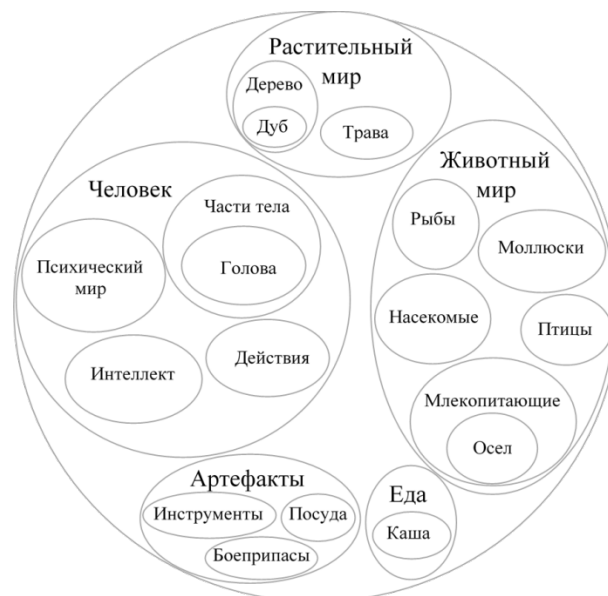 Растительный
мир
Дерево
Дуб
Трава
Человек
Части тела
Голова
Психический
мир
Интеллект
Действия
Животный
мир
Рыбы
Моллюски
Насекомые
Птицы
Млекопитающие
Осел
Артефакты
Инструменты
Посуда
Боеприпасы
Еда
Каша